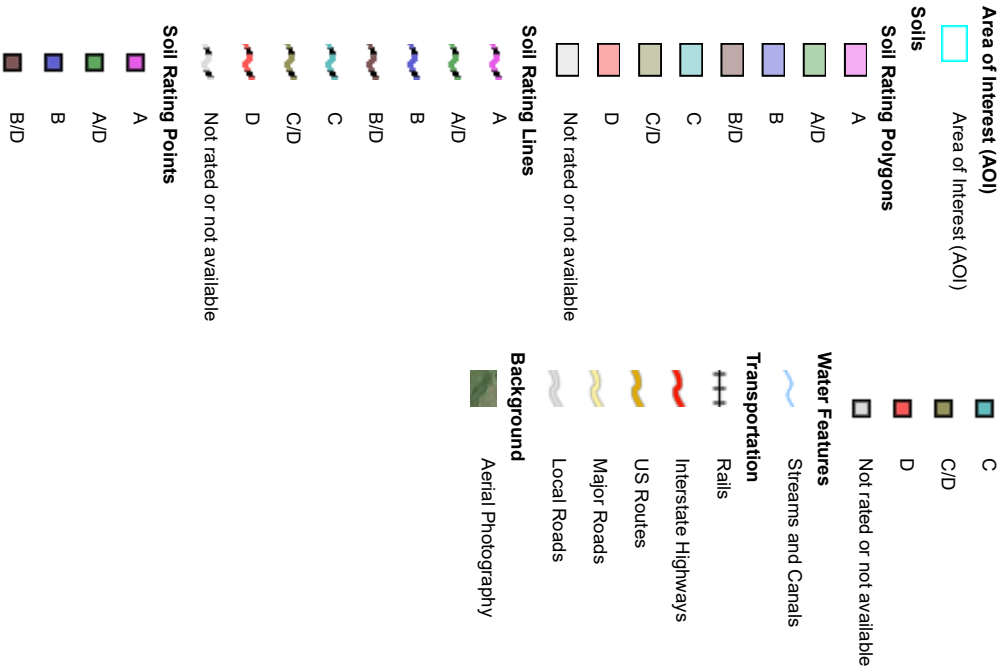 Area of Interest (AOI)
Area of Interest (AOI)
Soils
Soil Rating Polygons
A
A/D
B
B/D
C
C/D
D
Not rated or not available
Soil Rating Lines
A
A/D
B
B/D
C
C/D
D
Not rated or not available
Soil Rating Points
A
A/D
B
B/D
C
C/D
D
Not rated or not available
Water Features
Streams and Canals
Transportation
Rails
Interstate Highways
US Routes
Major Roads
Local Roads
Background
Aerial Photography